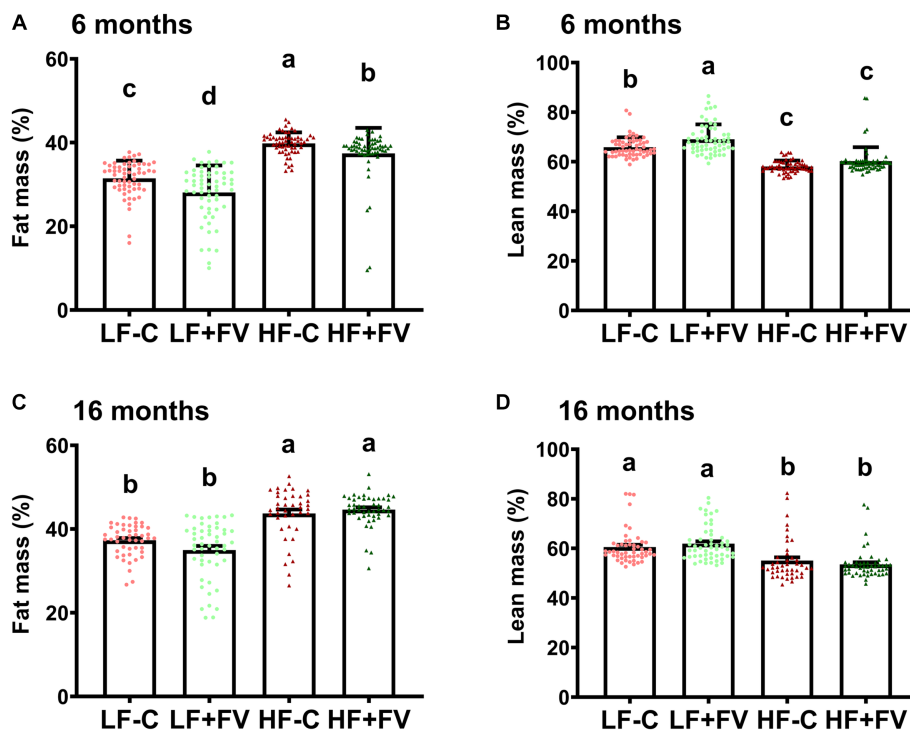 A 6 months
Fat mass (%)
60
40
20
0
c d a b
LF-C LF+FV HF-C HF+FV
B 6 months
Lean mass (%)
100
80
60
40
20
0
b a c c
LF-C LF+FV HF-C HF+FV
C 16 months
Fat mass (%)
60
40
20
0
b b a a
LF-C LF+FV HF-C HF+FV
D 16 months
Lean mass (%)
100
80
60
40
20
0
a a b b
LF-C LF+FV HF-C HF+FV